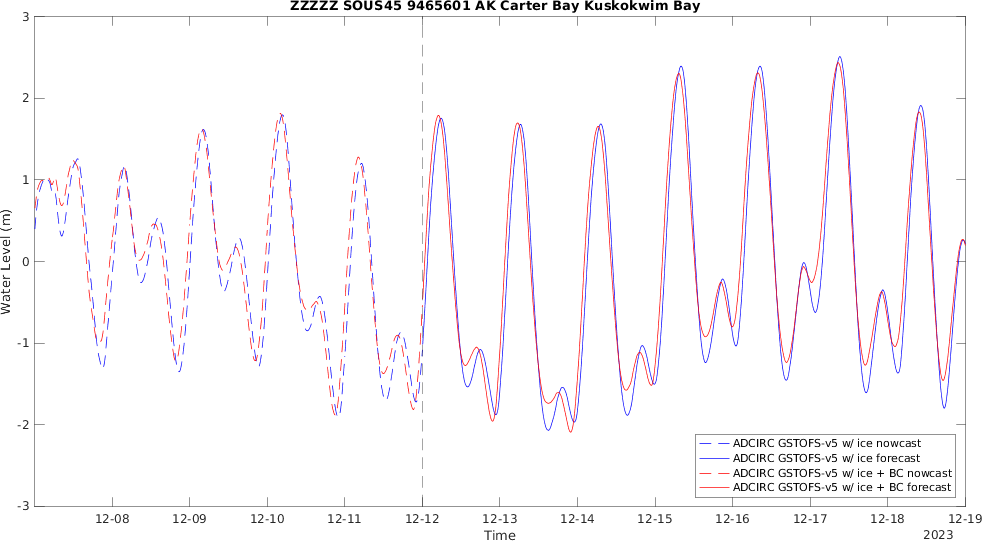 ZZZZZ SOUS45 9465601 AK Carter Bay Kuskokwim Bay
3
2
1
0
-1
-2
-3
Water Level (m)
ADCIRC GSTOFS-v5 w/ ice nowcast
ADCIRC GSTOFS-v5 w/ ice forecast
ADCIRC GSTOFS-v5 w/ ice + BC nowcast
ADCIRC GSTOFS-v5 w/ ice + BC forecast
12-08 12-09 12-10 12-11 12-12 12-13 12-14 12-15 12-16 12-17 12-18 12-19
Time
2023